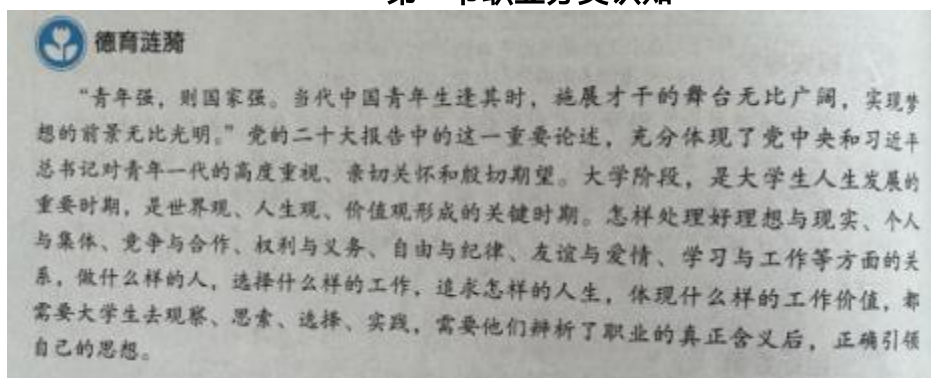 德育涟漪
“青年强，则国家强。当代中国青年生逢其时，施展才干的舞台无比广阔，实现梦
想的前景无比光明。”党的二十大报告中的这一重要论述，充分体现了党中央和习近平
总书记对青年一代的高度重视、亲切关怀和殷切期望。大学阶段，是大学生人生发展的
重要时期，是世界观、人生观、价值观形成的关键时期。怎样处理好理想与现实、个人
与集体、竞争与合作、权利与义务、自由与纪律、友谊与爱情、学习与工作等方面的关
系，做什么样的人，选择什么样的工作，追求怎样的人生，体现什么样的工作价值，都
需要大学生去观察、思索、选择、实践，需要他们辨析了职业的真正含义后，正确引领
自己的思想。